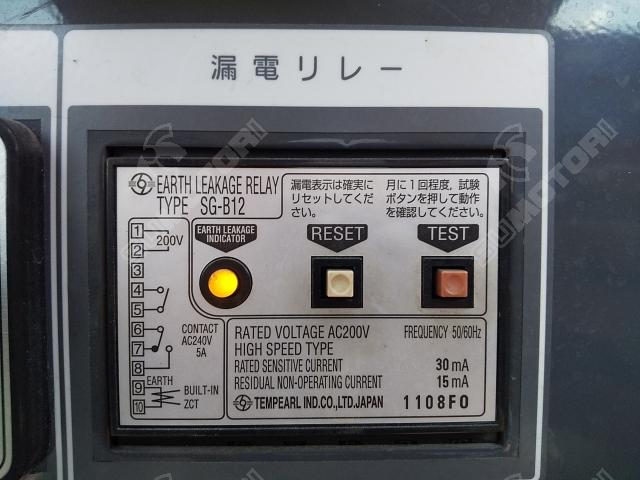 漏電リレー
EARTH LEAKAGE RELAY
TYPE SG-B12
漏電表示は確実に
リセットしてくだ
さい。
月に1回程度,試験
ボタンを押して動作
を確認してください。
EARTH LEAKAGE
INDICATOR
RESET
TEST
1
2
200V
3
4
5
6
7
8
CONTACT
AC240V
5A
9
10
EARTH
BUILT-IN
ZCT
RATED VOLTAGE AC200V FREQUENCY 50/60Hz
HIGH SPEED TYPE
RATED SENSITIVE CURRENT 30mA
RESIDUAL NON-OPERATING CURRENT 15mA
TEMPEARL IND.CO.,LTD.JAPAN 1108F0